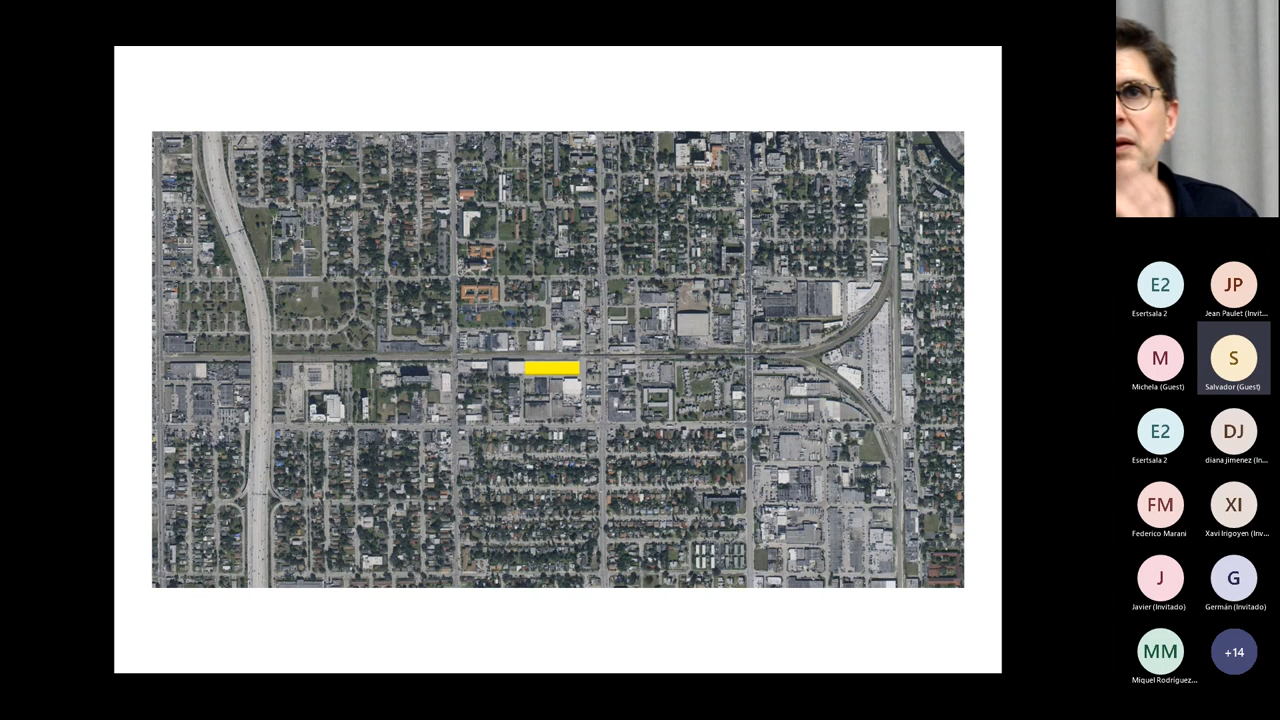 E2
JP
Esertsala 2
Jean Paulet (Invit...
M
S
Michela (Guest)
Salvador (Guest)
E2
DJ
Esertsala 2
diana jimenez (In...
FM
XI
Federico Marani
Xavi Irigoyen (Inv...
J
G
Javier (Invitado)
Germán (Invitado)
MM
+14
Miquel Rodríguez...